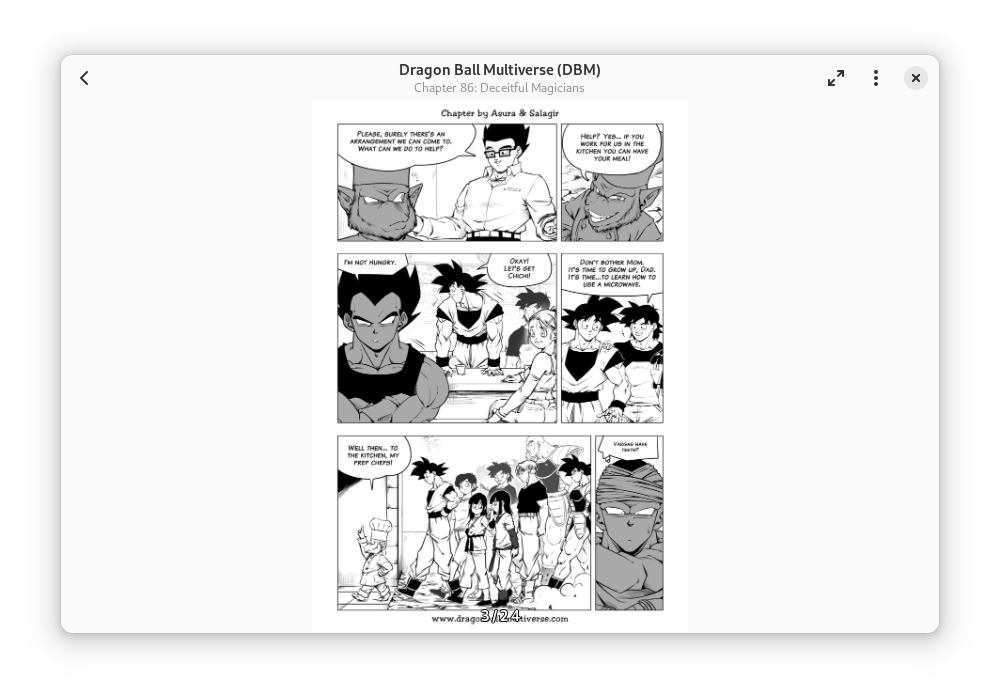 Dragon Ball Multiverse (DBM)
Chapter 86: Deceitful Magicians
Chapter by Asura & Salagir
PLEASE, SURELY THERE'S AN
ARRANGEMENT WE CAN COME TO.
WHAT CAN WE DO TO HELP?
HELP? YES... IF YOU
WORK FOR US IN THE
KITCHEN YOU CAN HAVE
YOUR MEAL!
I'M NOT HUNGRY.
OKAY!
LET'S GET
CHICHI!
DON'T BOTHER MOM.
IT'S TIME TO GROW UP, DAD.
IT'S TIME...TO LEARN HOW TO
USE A MICROWAVE.
WELL THEN... TO
THE KITCHEN, MY
PREP CHEFS!
VARGAS HAVE
TEETH?
3/24
www.dragonballmultiverse.com